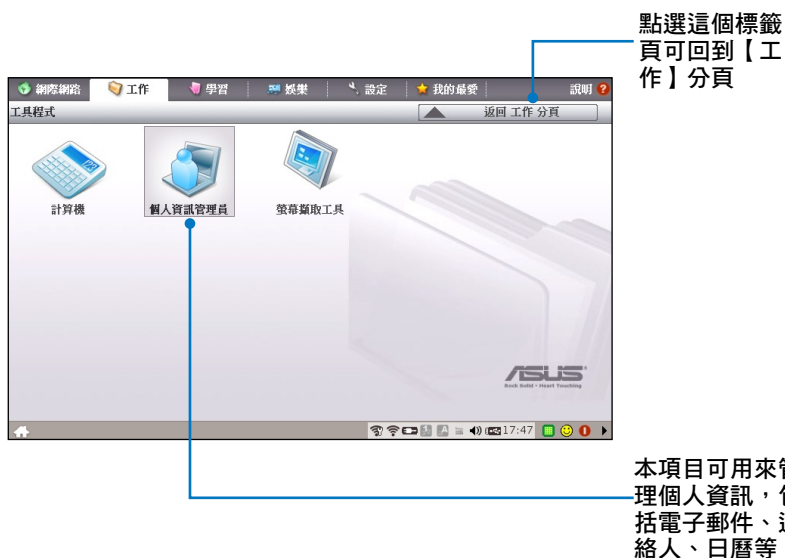 點選這個標籤
頁可回到【工
作】分頁
網際網路 工作 學習 娛樂 設定 我的最愛 說明 ?
工具程式 返回 工作 分頁
計算機 個人資訊管理員 螢幕擷取工具
ASUS
Rock Solid • Heart Touching
17:47
本項目可用來
理個人資訊，
括電子郵件、
絡人、日曆等